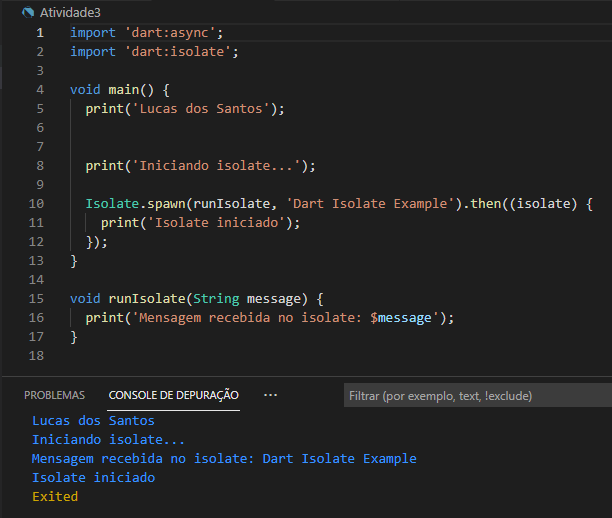 Atividade3
1 import 'dart:async';
2 import 'dart:isolate';
3
4 void main() {
5 print('Lucas dos Santos');
6
7
8 print('Iniciando isolate...');
9
10 Isolate.spawn(runIsolate, 'Dart Isolate Example').then((isolate) {
11 print('Isolate iniciado');
12 });
13 }
14
15 void runIsolate(String message) {
16 print('Mensagem recebida no isolate: $message');
17 }
18
PROBLEMAS CONSOLE DE DEPURAÇÃO ... Filtrar (por exemplo, text, !exclude)
Lucas dos Santos
Iniciando isolate...
Mensagem recebida no isolate: Dart Isolate Example
Isolate iniciado
Exited